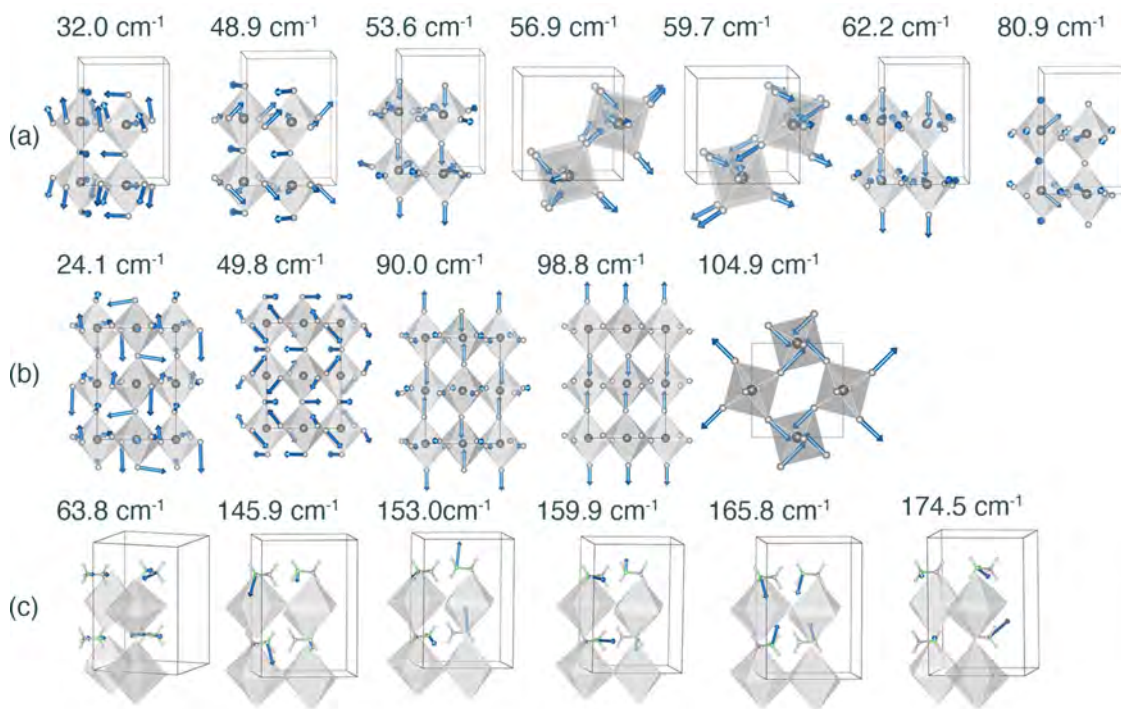 32.0 cm⁻¹ 48.9 cm⁻¹ 53.6 cm⁻¹ 56.9 cm⁻¹ 59.7 cm⁻¹ 62.2 cm⁻¹ 80.9 cm⁻¹
(a)
24.1 cm⁻¹ 49.8 cm⁻¹ 90.0 cm⁻¹ 98.8 cm⁻¹ 104.9 cm⁻¹
(b)
63.8 cm⁻¹ 145.9 cm⁻¹ 153.0cm⁻¹ 159.9 cm⁻¹ 165.8 cm⁻¹ 174.5 cm⁻¹
(c)